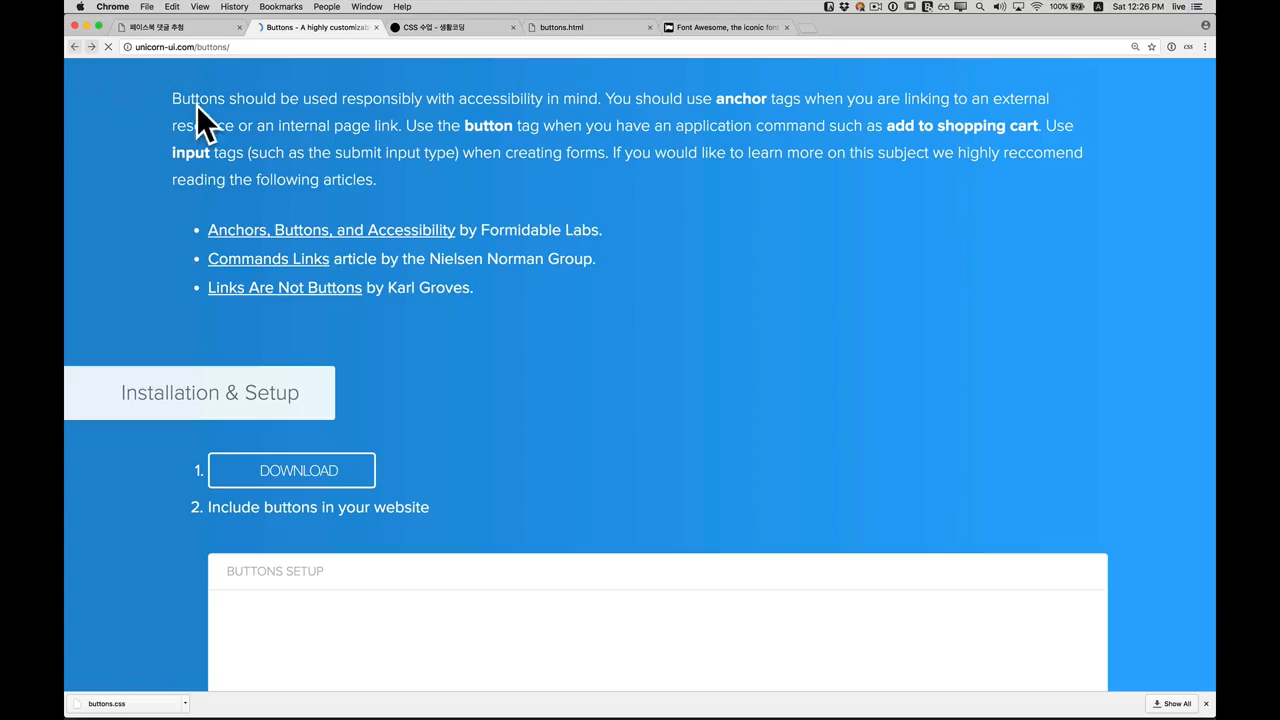 Chrome File Edit View History Bookmarks People Window Help 100% Sat 12:26 PM live
페이스북 댓글 추첨 Buttons - A highly customizab CSS 수업 - 생활코딩 buttons.html Font Awesome, the iconic fon
unicorn-ui.com/buttons/
Buttons should be used responsibly with accessibility in mind. You should use anchor tags when you are linking to an external
or an internal page link. Use the button tag when you have an application command such as add to shopping cart. Use
input tags (such as the submit input type) when creating forms. If you would like to learn more on this subject we highly reccomend
reading the following articles.
• Anchors, Buttons, and Accessibility by Formidable Labs.
• Commands Links article by the Nielsen Norman Group.
• Links Are Not Buttons by Karl Groves.
Installation & Setup
1. DOWNLOAD
2. Include buttons in your website
BUTTONS SETUP
buttons.css Show All